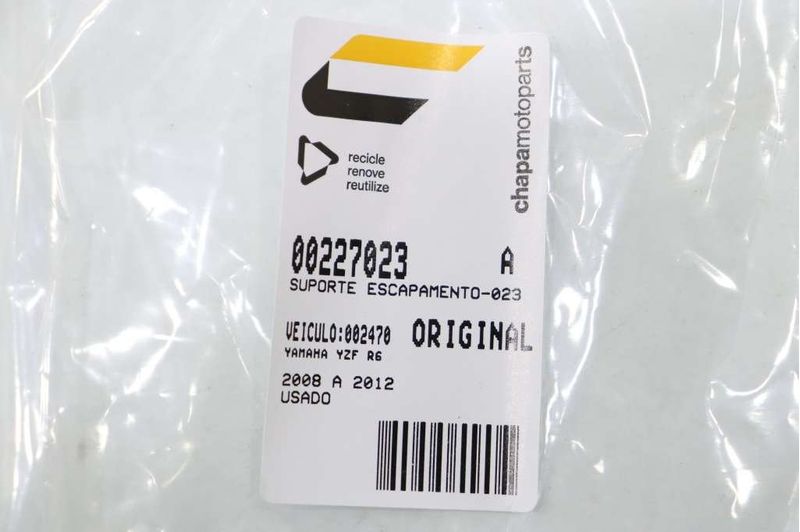 chapamotoparts
recicle
renove
reutilize
00227023 A
SUPORTE ESCAPAMENTO-023
VEICULO:002470 ORIGINAL
YAMAHA YZF R6
2008 A 2012
USADO